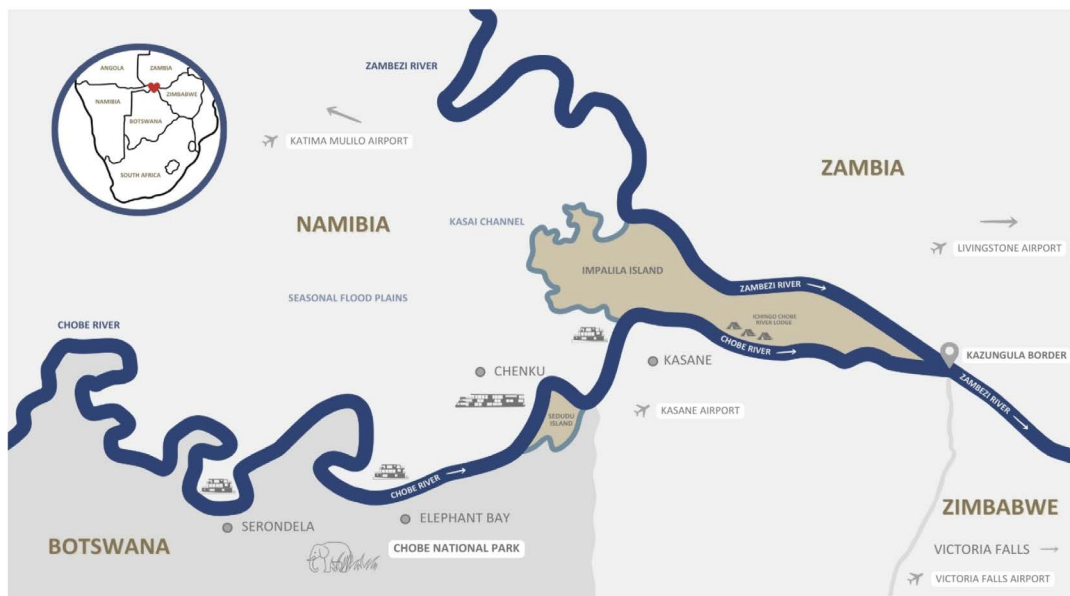 ANGOLA
ZAMBIA
NAMIBIA
ZIMBABWE
BOTSWANA
SOUTH AFRICA
ZAMBEZI RIVER
KATIMA MULILO AIRPORT
ZAMBIA
NAMIBIA
KASAI CHANNEL
LIVINGSTONE AIRPORT
IMPALILA ISLAND
SEASONAL FLOOD PLAINS
ZAMBEZI RIVER
CHOBE RIVER
ICHINGO CHOBE
RIVER LODGE
CHOBE RIVER
KAZUNGULA BORDER
KASANE
CHENKU
ZAMBEZI RIVER
KASANE AIRPORT
SEDUDU
ISLAND
CHOBE RIVER
ZIMBABWE
ELEPHANT BAY
SERONDELA
BOTSWANA
CHOBE NATIONAL PARK
VICTORIA FALLS
VICTORIA FALLS AIRPORT